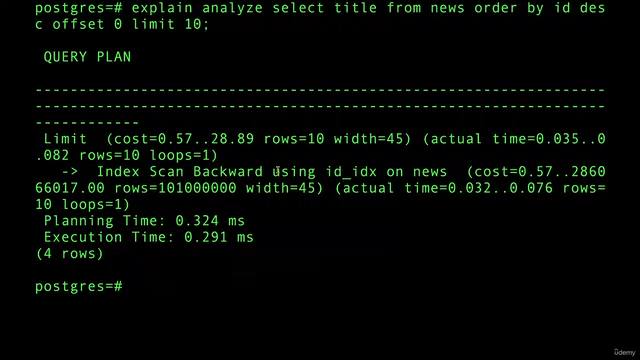 postgres=# explain analyze select title from news order by id des
c offset 0 limit 10;
QUERY PLAN
-----------------------------------------------------------------
-----------------------------------------------------------------
------------
Limit  (cost=0.57..28.89 rows=10 width=45) (actual time=0.035..0
.082 rows=10 loops=1)
->  Index Scan Backward using id_idx on news  (cost=0.57..2860
66017.00 rows=101000000 width=45) (actual time=0.032..0.076 rows=
10 loops=1)
Planning Time: 0.324 ms
Execution Time: 0.291 ms
(4 rows)
postgres=#
ûdemy